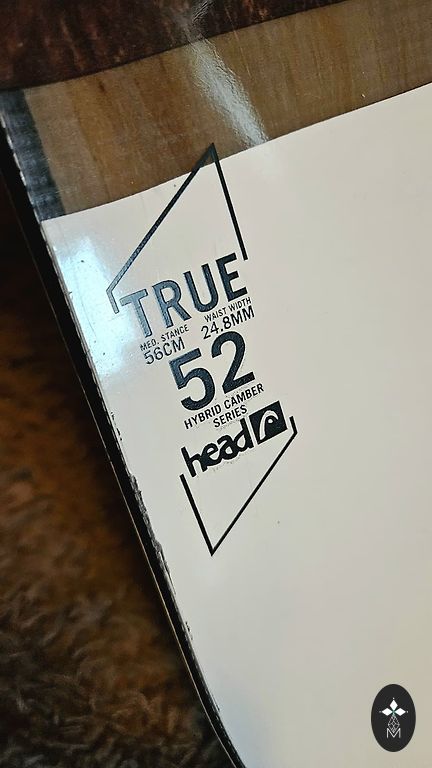 TRUE
MED. STANCE
56CM
WAIST WIDTH
24.8MM
52
HYBRID CAMBER
SERIES
head
M